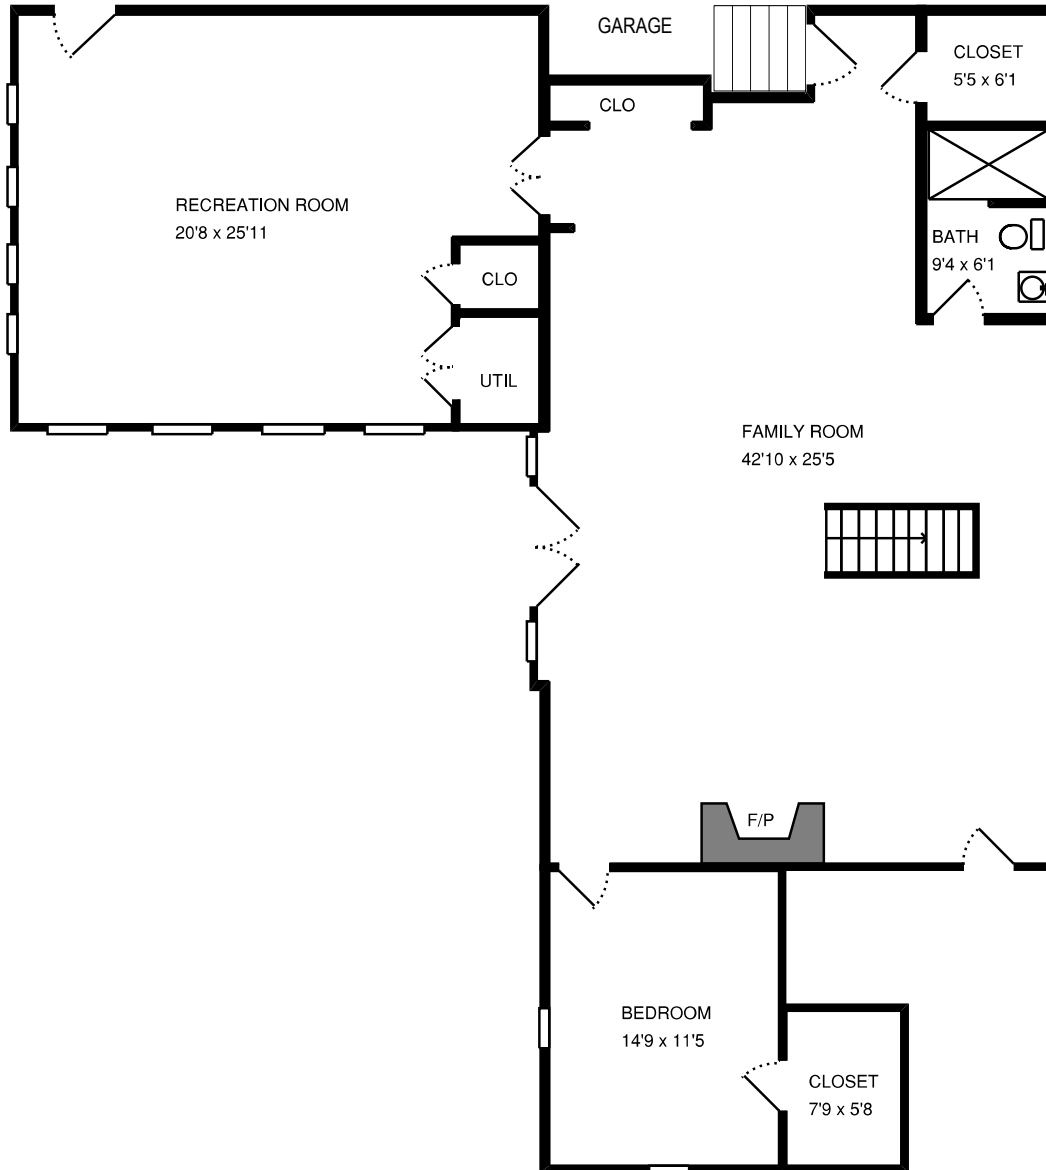 GARAGE
CLOSET
5'5 x 6'1
CLO
RECREATION ROOM
20'8 x 25'11
BATH
9'4 x 6'1
CLO
UTIL
FAMILY ROOM
42'10 x 25'5
F/P
BEDROOM
14'9 x 11'5
CLOSET
7'9 x 5'8